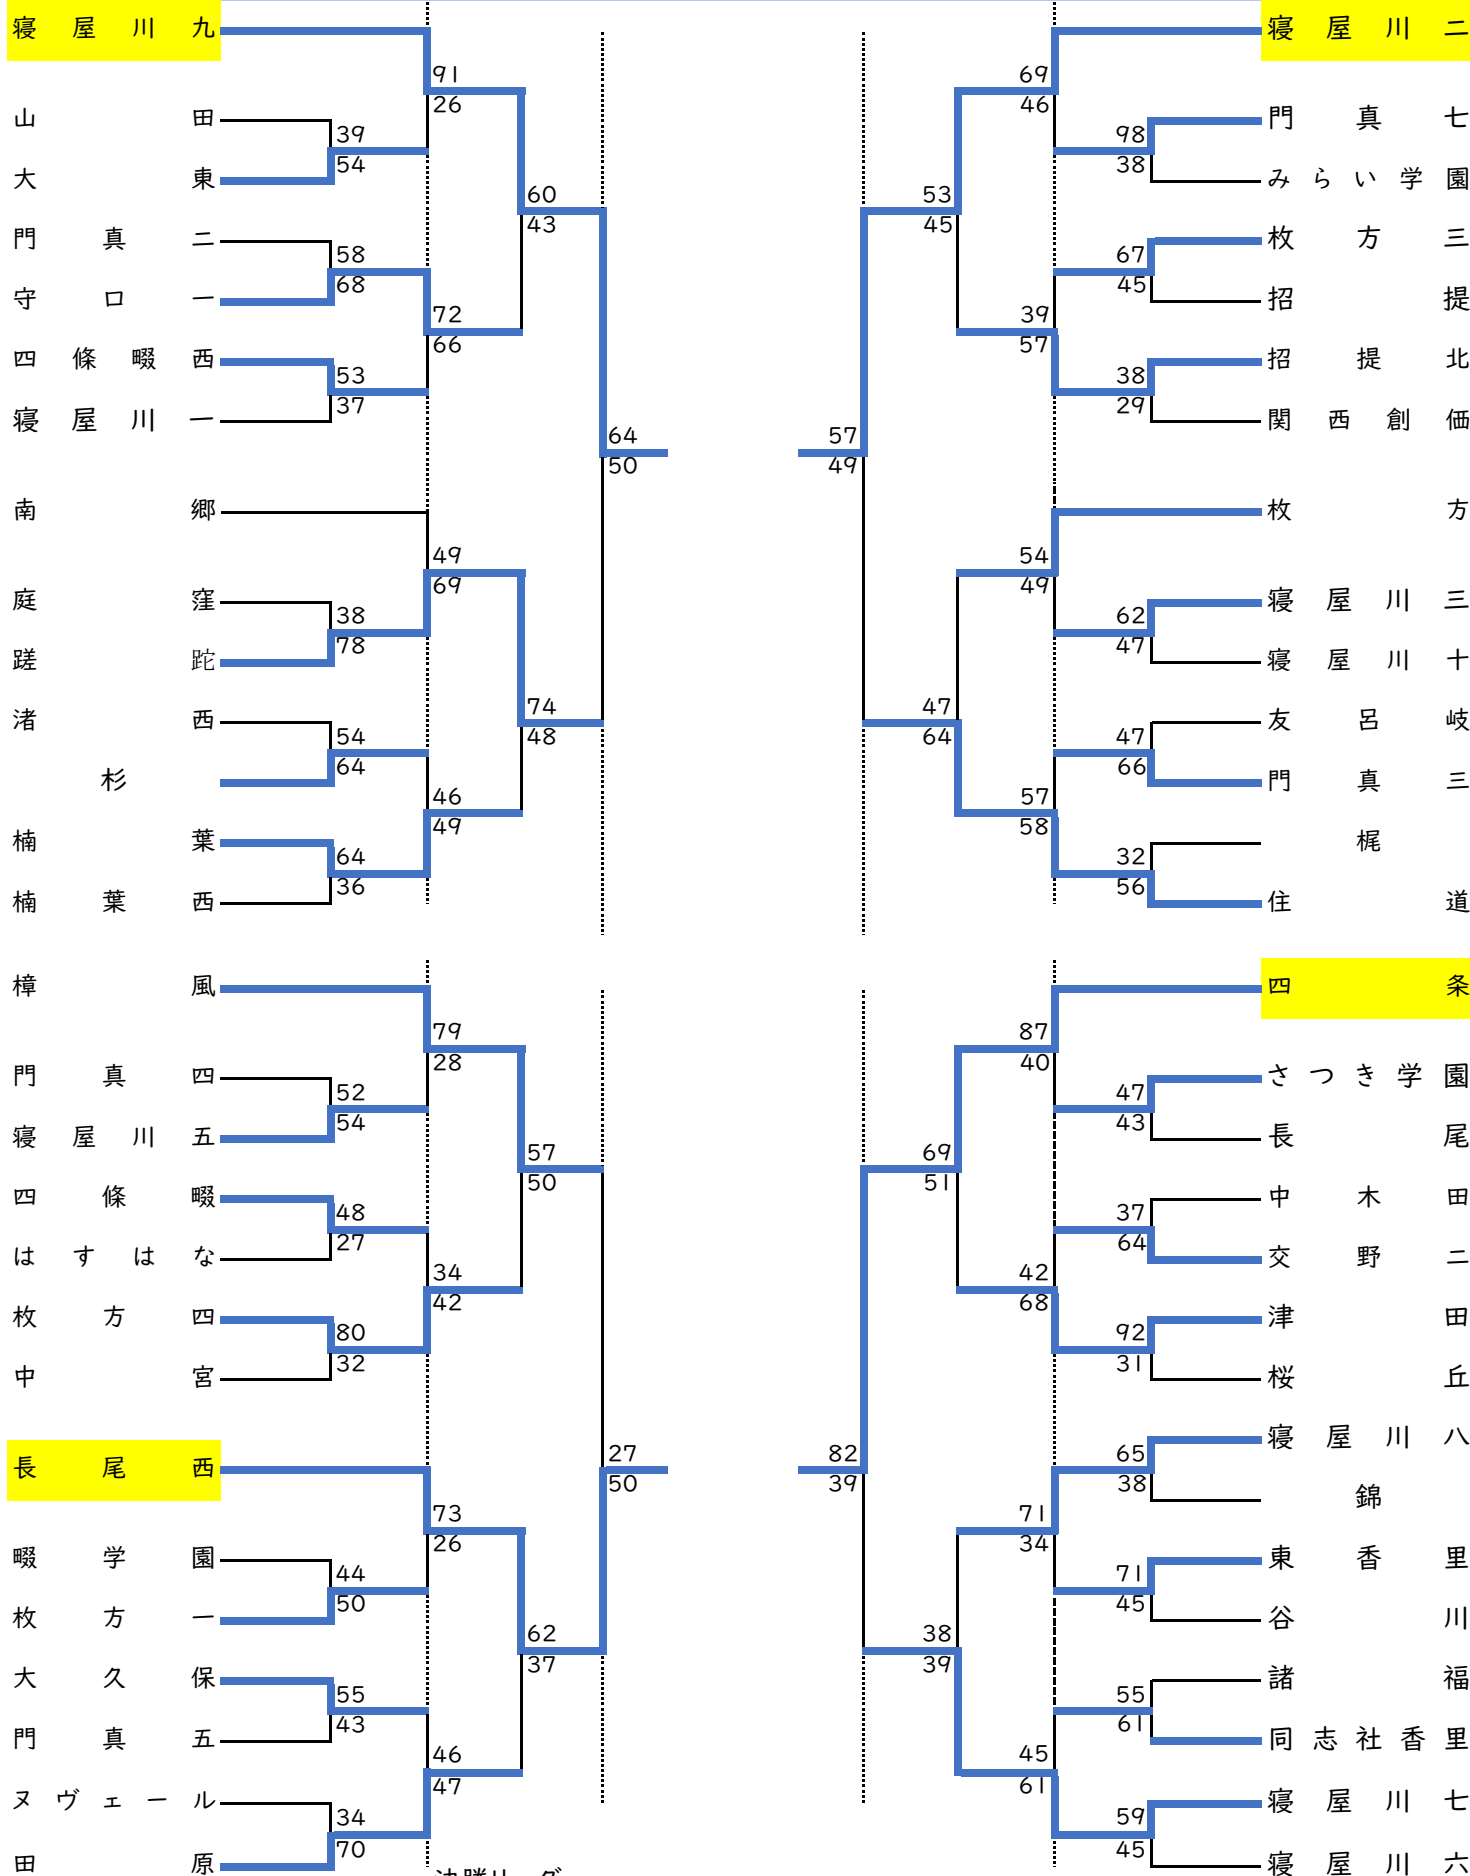 寝屋川九
91
26
山田
39
54
大東
60
43
門真二
58
68
守口一
72
66
四條畷西
53
37
寝屋川一
64
50
南郷
49
69
庭窪
38
78
蹉跎
74
48
渚西
54
64
杉
46
49
楠葉
64
36
楠葉西
樟風
79
28
門真四
52
54
寝屋川五
57
50
四條畷
48
27
はすはな
34
42
枚方四
80
32
中宮
長尾西
27
50
73
26
畷学園
44
50
枚方一
62
37
大久保
55
43
門真五
46
47
ヌヴェール
34
70
田原
寝屋川二
69
46
門真七
98
38
みらい学園
53
45
枚方三
67
45
招提
39
57
招提北
38
29
関西創価
57
49
枚方
54
49
寝屋川三
62
47
寝屋川十
47
64
友呂岐
47
66
門真三
57
58
梶
32
56
住道
四条
87
40
さつき学園
47
43
長尾
69
51
中木田
37
64
交野二
42
68
津田
92
31
桜丘
寝屋川八
65
38
錦
82
39
71
34
東香里
71
45
谷川
38
39
諸福
55
61
同志社香里
45
61
寝屋川七
59
45
寝屋川六
決勝リーグ